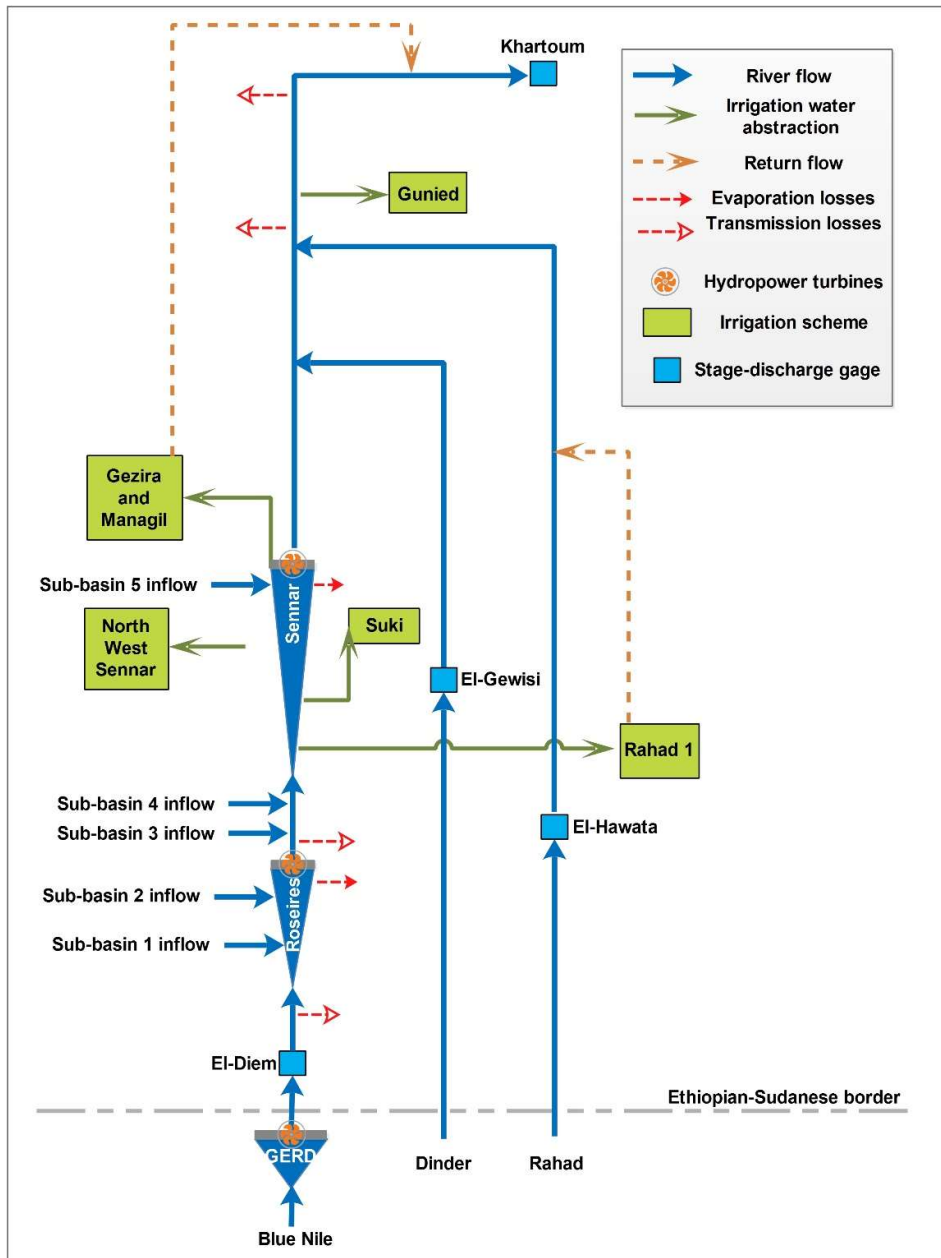 Khartoum
River flow
Irrigation water
abstraction
Return flow
Evaporation losses
Transmission losses
Hydropower turbines
Irrigation scheme
Stage-discharge gage
Gunied
Gezira
and
Managil
Sub-basin 5 inflow
Sennar
North
West
Sennar
Suki
El-Gewisi
Rahad 1
Sub-basin 4 inflow
Sub-basin 3 inflow
El-Hawata
Roseires
Sub-basin 2 inflow
Sub-basin 1 inflow
El-Diem
Ethiopian-Sudanese border
GERD
Dinder
Rahad
Blue Nile